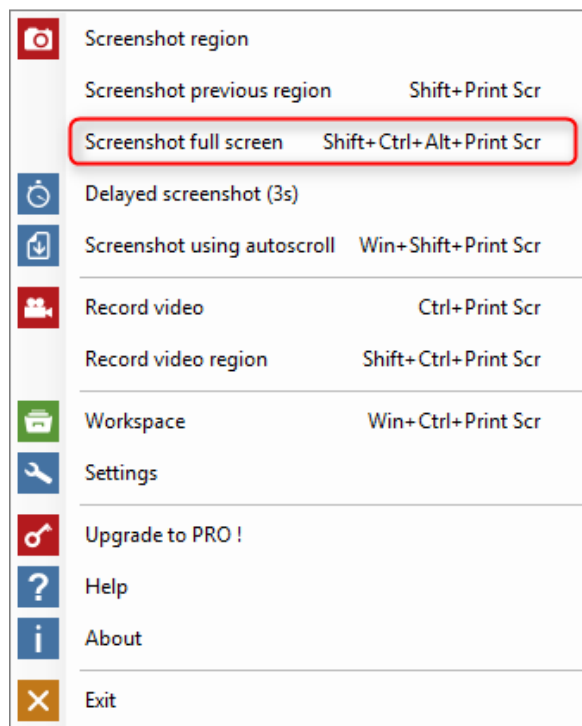 Screenshot region
Screenshot previous region Shift+Print Scr
Screenshot full screen Shift+Ctrl+Alt+Print Scr
Delayed screenshot (3s)
Screenshot using autoscroll Win+Shift+Print Scr
Record video Ctrl+Print Scr
Record video region Shift+Ctrl+Print Scr
Workspace Win+Ctrl+Print Scr
Settings
Upgrade to PRO !
? Help
i About
Exit